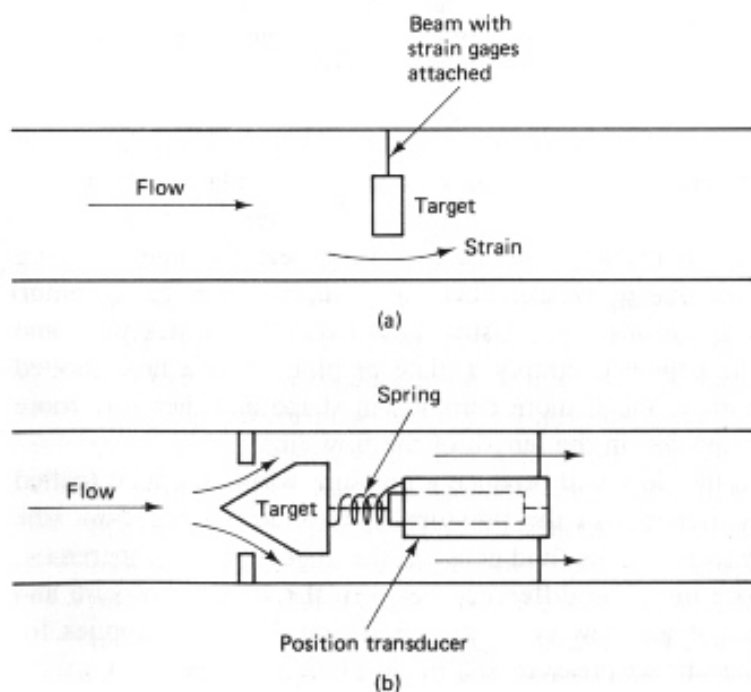 Beam with
strain gages
attached
Flow
Target
Strain
(a)
Spring
Flow
Target
Position transducer
(b)